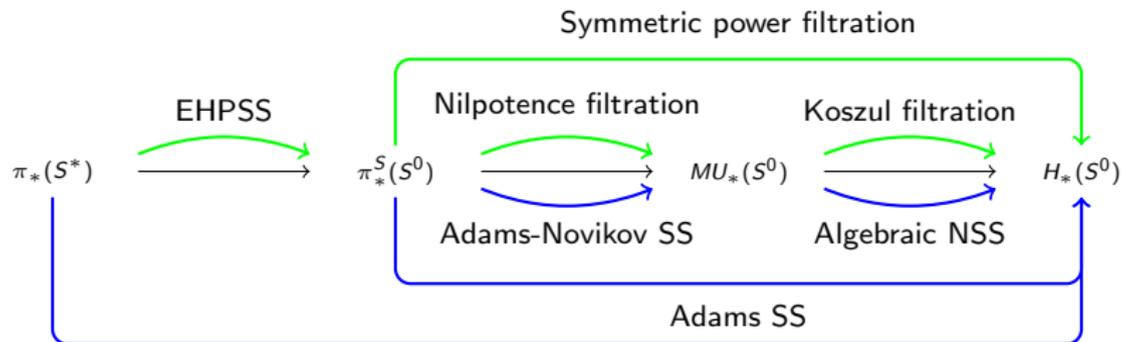 Symmetric power filtration
EHPSS
Nilpotence filtration
Koszul filtration
π_*(S^*)
π_*^S(S^0)
MU_*(S^0)
H_*(S^0)
Adams-Novikov SS
Algebraic NSS
Adams SS